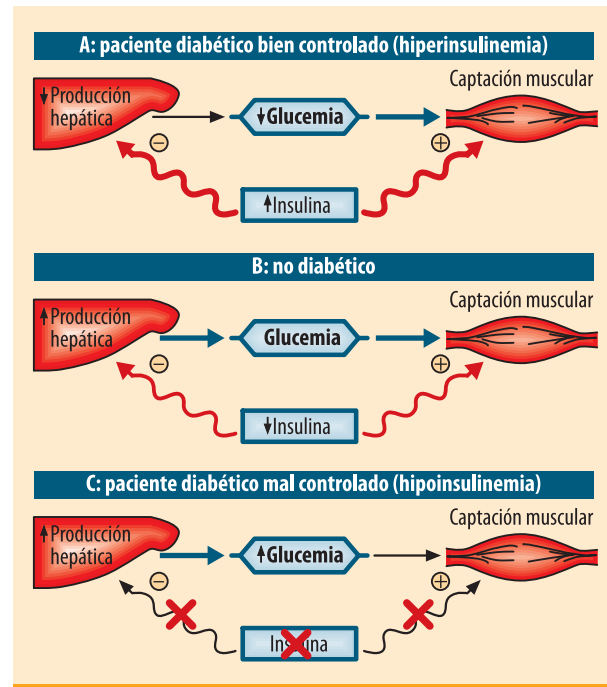 A: paciente diabético bien controlado (hiperinsulinemia)
↓Producción
hepática
Captación muscular
↓Glucemia
−
+
↑Insulina
B: no diabético
↑Producción
hepática
Captación muscular
Glucemia
−
+
↓Insulina
C: paciente diabético mal controlado (hipoinsulinemia)
↑Producción
hepática
Captación muscular
↑Glucemia
−
+
Insulina